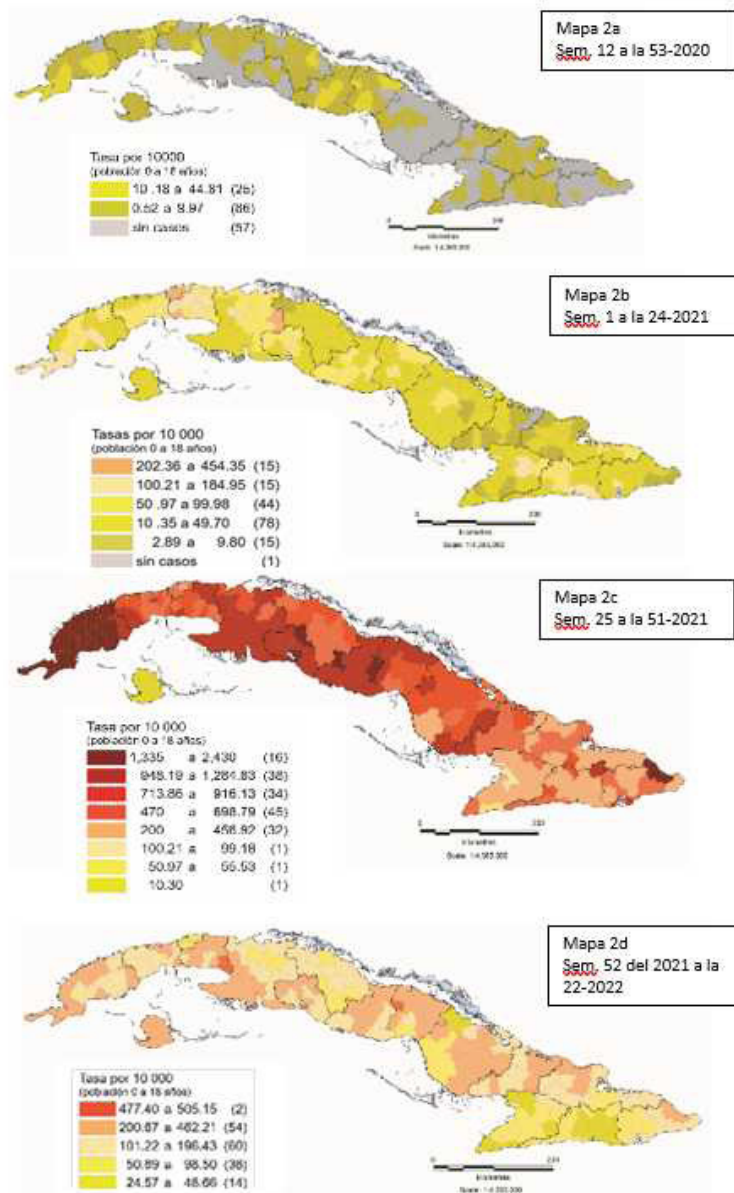 Mapa 2a
Sem. 12 a la 53-2020
Tasa por 10000
(población 0 a 18 años)
10.18 a 44.81 (25)
0.52 a 8.97 (86)
sin casos (57)
Mapa 2b
Sem. 1 a la 24-2021
Tasas por 10 000
(población 0 a 18 años)
202.36 a 454.35 (15)
100.21 a 184.95 (15)
50 .97 a 99.98 (44)
10 .35 a 49.70 (78)
2.89 a 9.80 (15)
sin casos (1)
Mapa 2c
Sem. 25 a la 51-2021
Tasa por 10 000
(población 0 a 18 años)
1,335 a 2,430 (16)
948.19 a 1,284.83 (38)
713.86 a 916.13 (34)
470 a 698.79 (45)
200 a 456.92 (32)
100.21 a 99.18 (1)
50.97 a 55.53 (1)
10.30 (1)
Mapa 2d
Sem. 52 del 2021 a la
22-2022
Tasa por 10 000
(población 0 a 18 años)
477.40 a 505.15 (2)
200.87 a 462.21 (54)
101.22 a 196.43 (60)
50.89 a 98.50 (38)
24.57 a 48.66 (14)